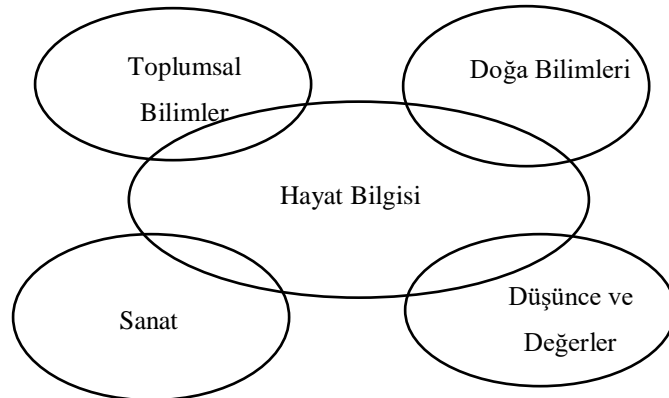 Toplumsal
Bilimler
Doğa Bilimleri
Hayat Bilgisi
Sanat
Düşünce ve
Değerler